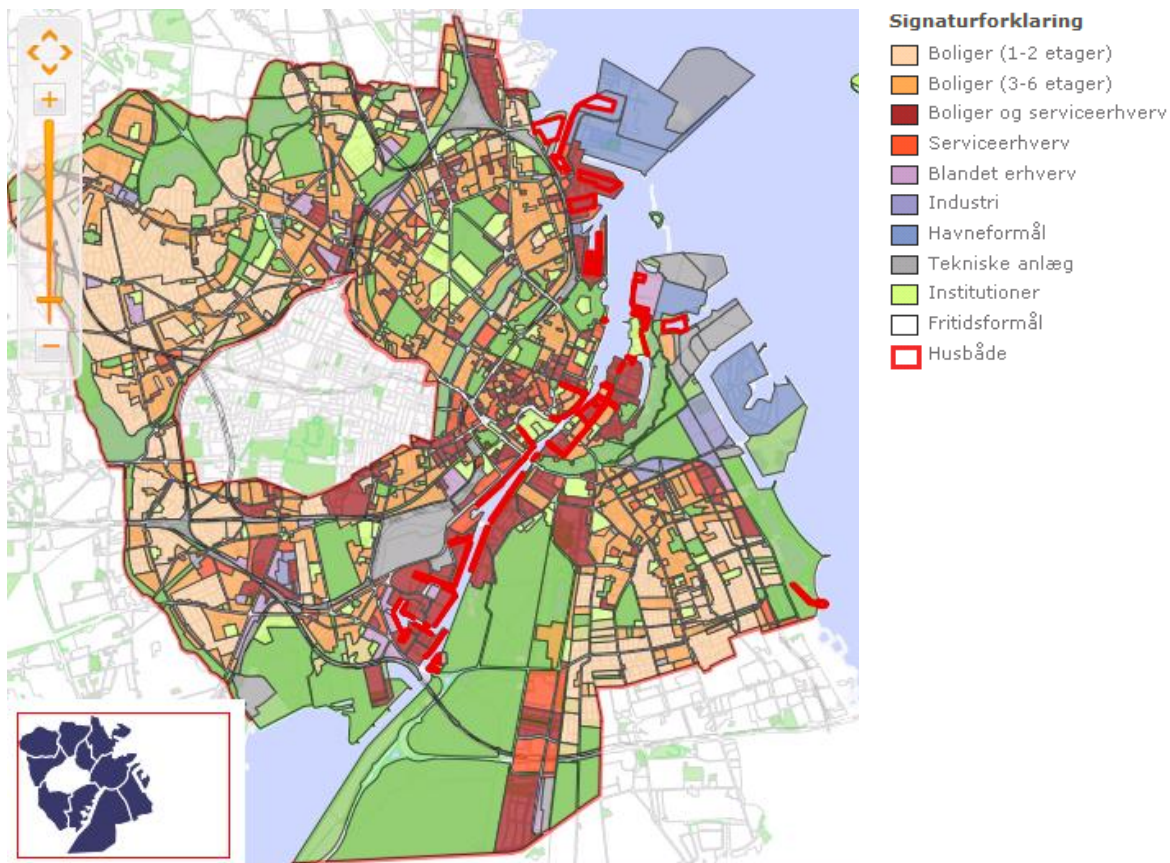 Signaturforklaring
Boliger (1-2 etager)
Boliger (3-6 etager)
Boliger og serviceerhverv
Serviceerhverv
Blandet erhverv
Industri
Havneformål
Tekniske anlæg
Institutioner
Fritidsformål
Husbåde